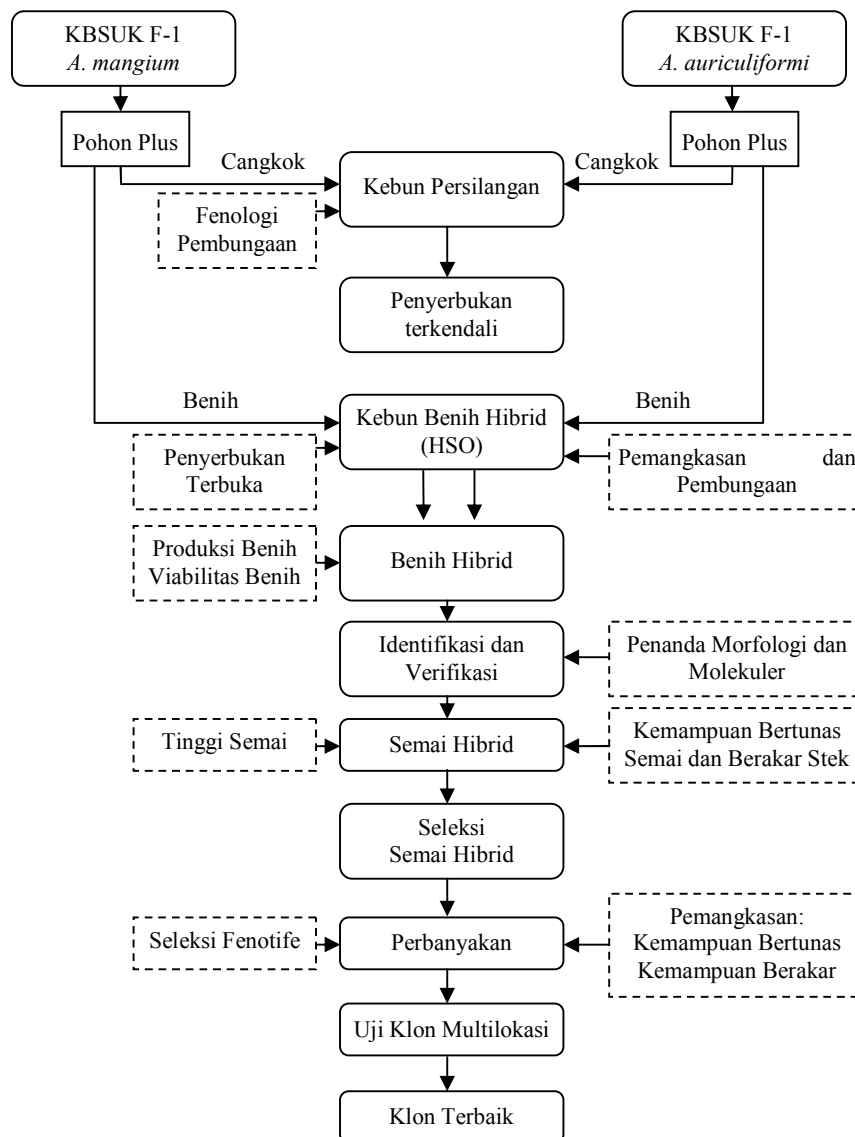 KBSUK F-1
A. mangium
KBSUK F-1
A. auriculiformi
Pohon Plus
Pohon Plus
Cangkok
Cangkok
Kebun Persilangan
Fenologi
Pembungaan
Penyerbukan
terkendali
Benih
Benih
Kebun Benih Hibrid
(HSO)
Penyerbukan
Terbuka
Pemangkasan dan
Pembungaan
Produksi Benih
Viabilitas Benih
Benih Hibrid
Identifikasi dan
Verifikasi
Penanda Morfologi dan
Molekuler
Tinggi Semai
Semai Hibrid
Kemampuan Bertunas
Semai dan Berakar Stek
Seleksi
Semai Hibrid
Seleksi Fenotife
Perbanyakan
Pemangkasan:
Kemampuan Bertunas
Kemampuan Berakar
Uji Klon Multilokasi
Klon Terbaik